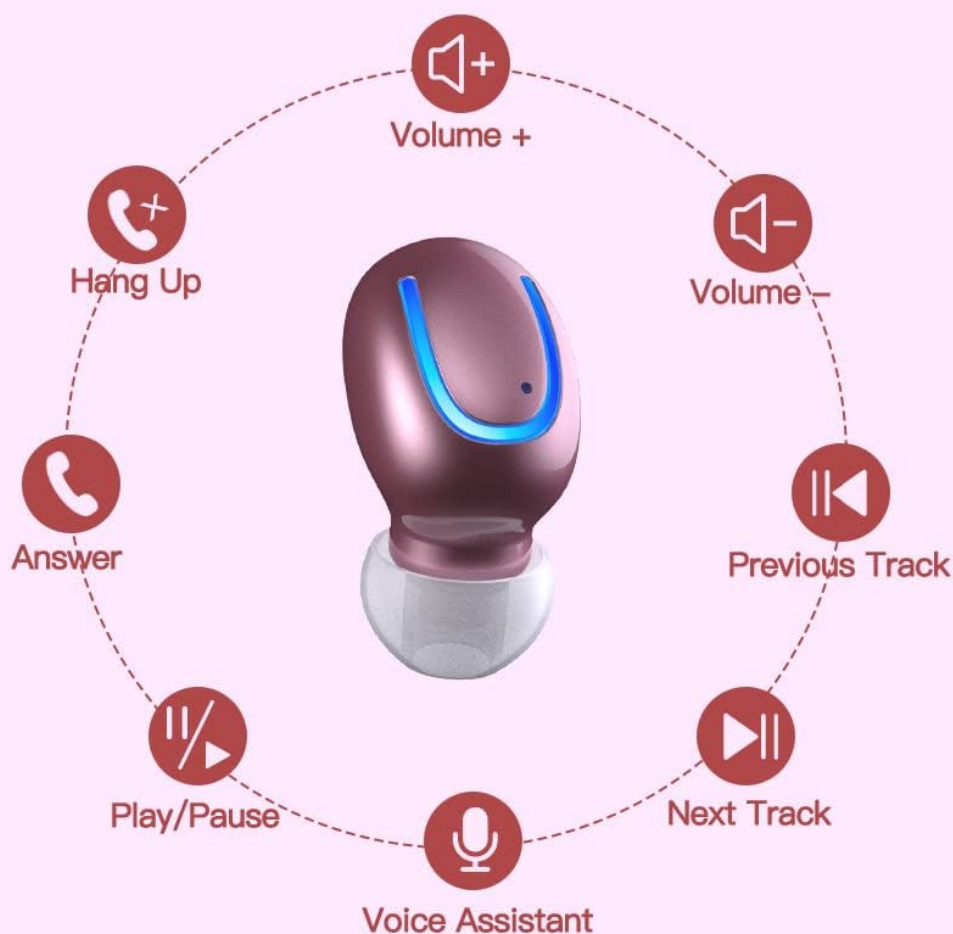 Volume +
Hang Up
Volume –
Answer
Previous Track
Play/Pause
Next Track
Voice Assistant